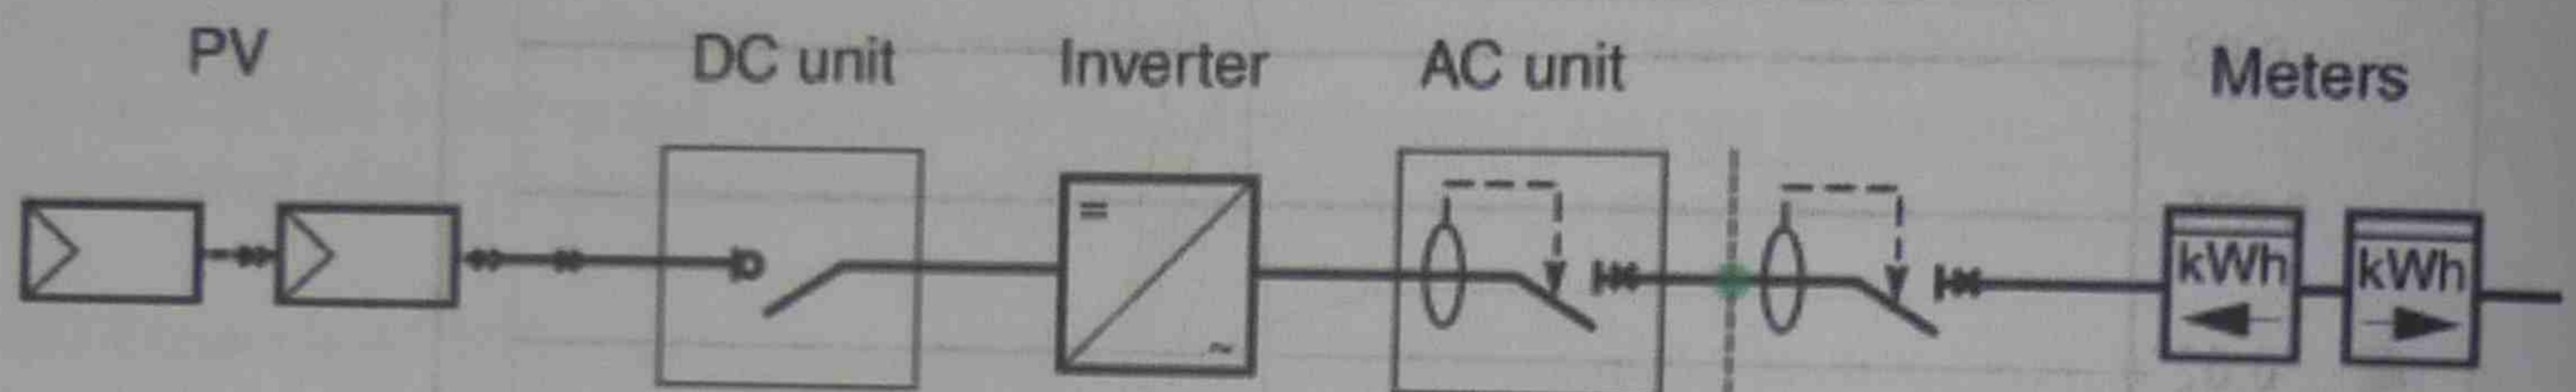 PV DC unit Inverter AC unit Meters
=
~
kWh kWh